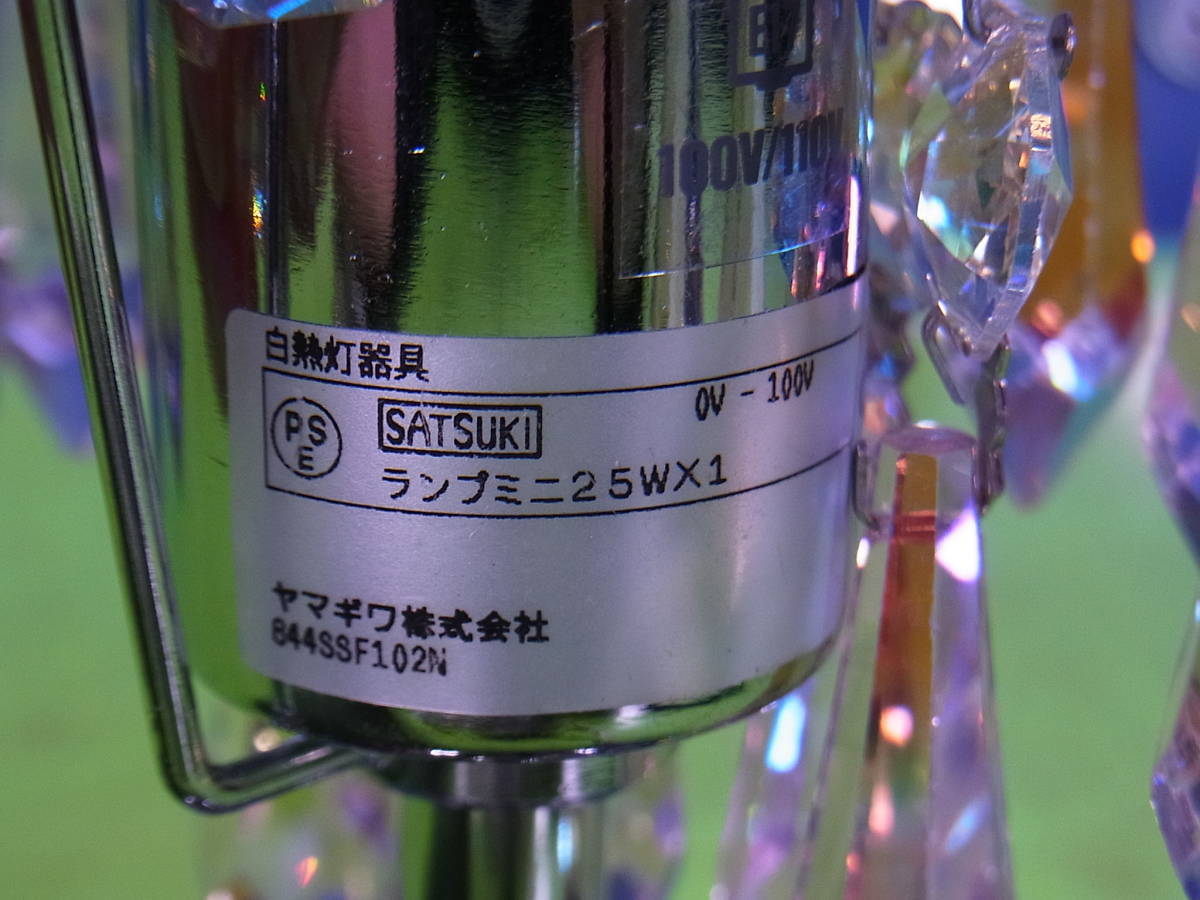 100V/110V
白熱灯器具
PSE
SATSUKI
0V - 100V
ランプミニ25W×1
ヤマギワ株式会社
844SSF102N